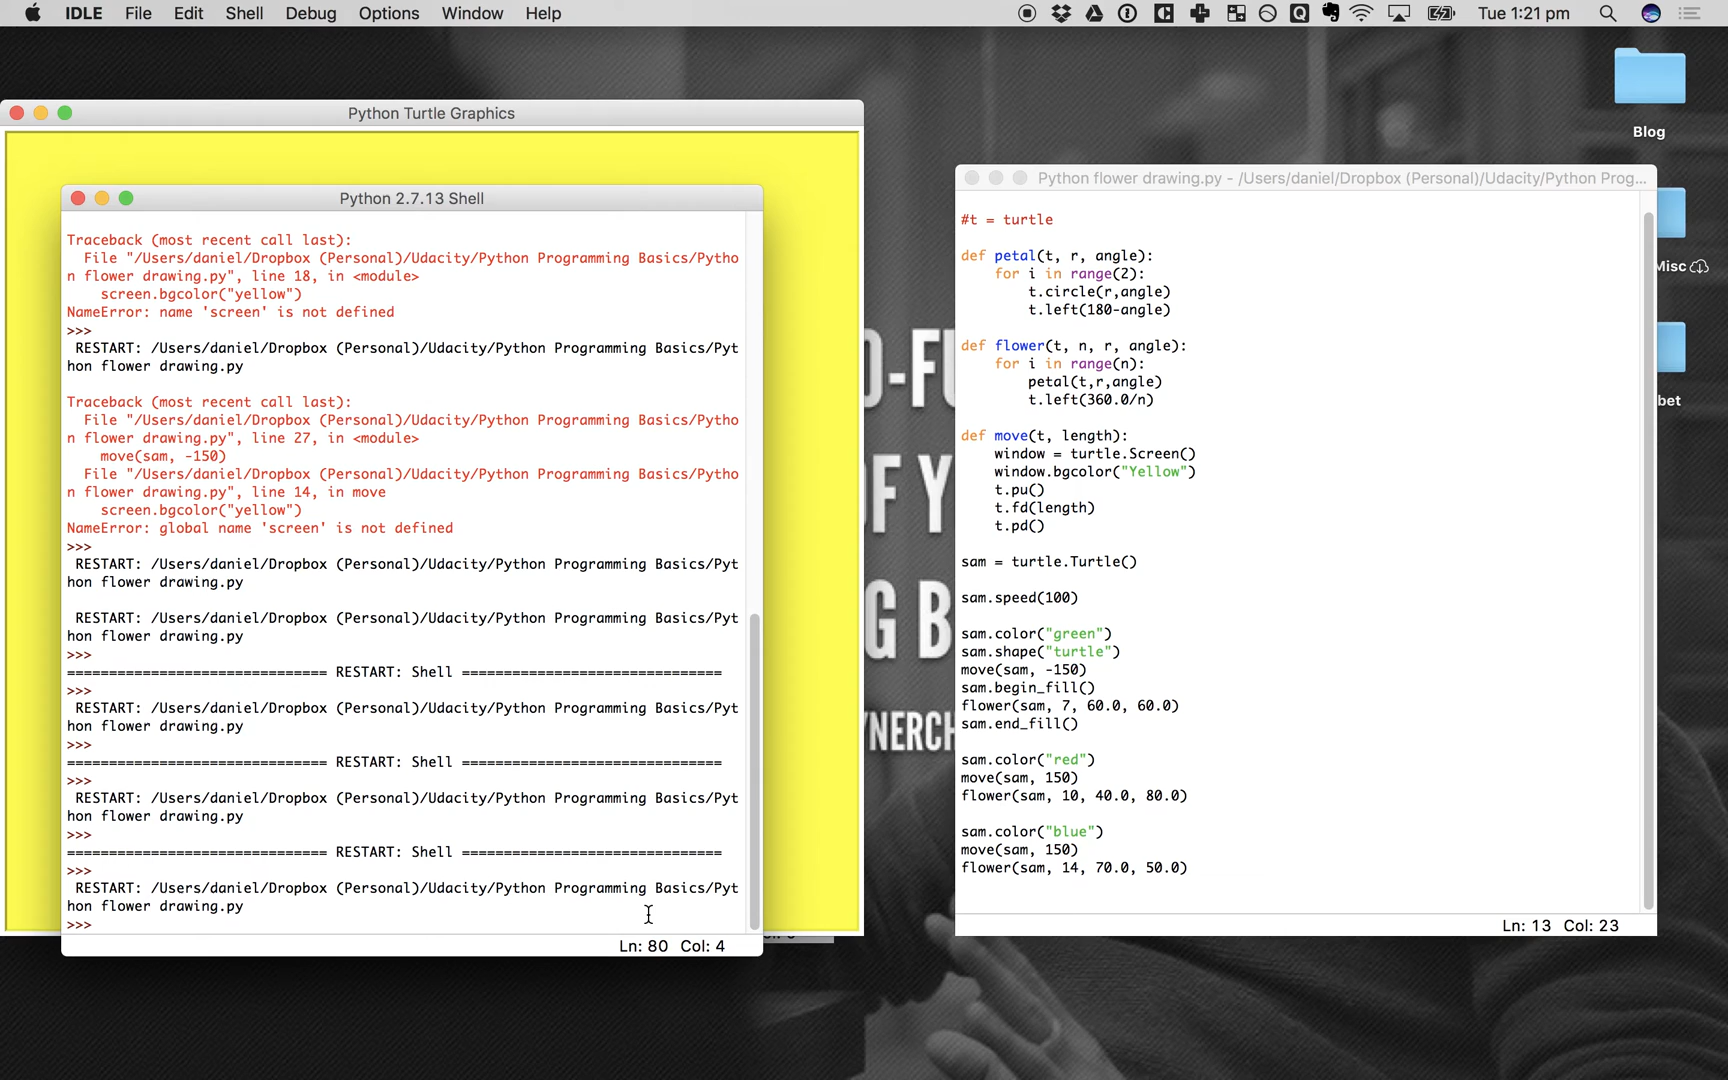 IDLE File Edit Shell Debug Options Window Help
Tue 1:21 pm
Blog
Misc
bet
Python Turtle Graphics
Python 2.7.13 Shell
Traceback (most recent call last):
  File "/Users/daniel/Dropbox (Personal)/Udacity/Python Programming Basics/Pytho
n flower drawing.py", line 18, in <module>
    screen.bgcolor("yellow")
NameError: name 'screen' is not defined
>>>
 RESTART: /Users/daniel/Dropbox (Personal)/Udacity/Python Programming Basics/Pyt
hon flower drawing.py
Traceback (most recent call last):
  File "/Users/daniel/Dropbox (Personal)/Udacity/Python Programming Basics/Pytho
n flower drawing.py", line 27, in <module>
    move(sam, -150)
  File "/Users/daniel/Dropbox (Personal)/Udacity/Python Programming Basics/Pytho
n flower drawing.py", line 14, in move
    screen.bgcolor("yellow")
NameError: global name 'screen' is not defined
>>>
 RESTART: /Users/daniel/Dropbox (Personal)/Udacity/Python Programming Basics/Pyt
hon flower drawing.py
 RESTART: /Users/daniel/Dropbox (Personal)/Udacity/Python Programming Basics/Pyt
hon flower drawing.py
>>>
=============================== RESTART: Shell ===============================
>>>
 RESTART: /Users/daniel/Dropbox (Personal)/Udacity/Python Programming Basics/Pyt
hon flower drawing.py
>>>
=============================== RESTART: Shell ===============================
>>>
 RESTART: /Users/daniel/Dropbox (Personal)/Udacity/Python Programming Basics/Pyt
hon flower drawing.py
>>>
=============================== RESTART: Shell ===============================
>>>
 RESTART: /Users/daniel/Dropbox (Personal)/Udacity/Python Programming Basics/Pyt
hon flower drawing.py
>>>
Ln: 80 Col: 4
O-FU
OF Y
G B
YNERCH
Python flower drawing.py - /Users/daniel/Dropbox (Personal)/Udacity/Python Prog...
#t = turtle
def petal(t, r, angle):
    for i in range(2):
        t.circle(r,angle)
        t.left(180-angle)
def flower(t, n, r, angle):
    for i in range(n):
        petal(t,r,angle)
        t.left(360.0/n)
def move(t, length):
    window = turtle.Screen()
    window.bgcolor("Yellow")
    t.pu()
    t.fd(length)
    t.pd()
sam = turtle.Turtle()
sam.speed(100)
sam.color("green")
sam.shape("turtle")
move(sam, -150)
sam.begin_fill()
flower(sam, 7, 60.0, 60.0)
sam.end_fill()
sam.color("red")
move(sam, 150)
flower(sam, 10, 40.0, 80.0)
sam.color("blue")
move(sam, 150)
flower(sam, 14, 70.0, 50.0)
Ln: 13 Col: 23